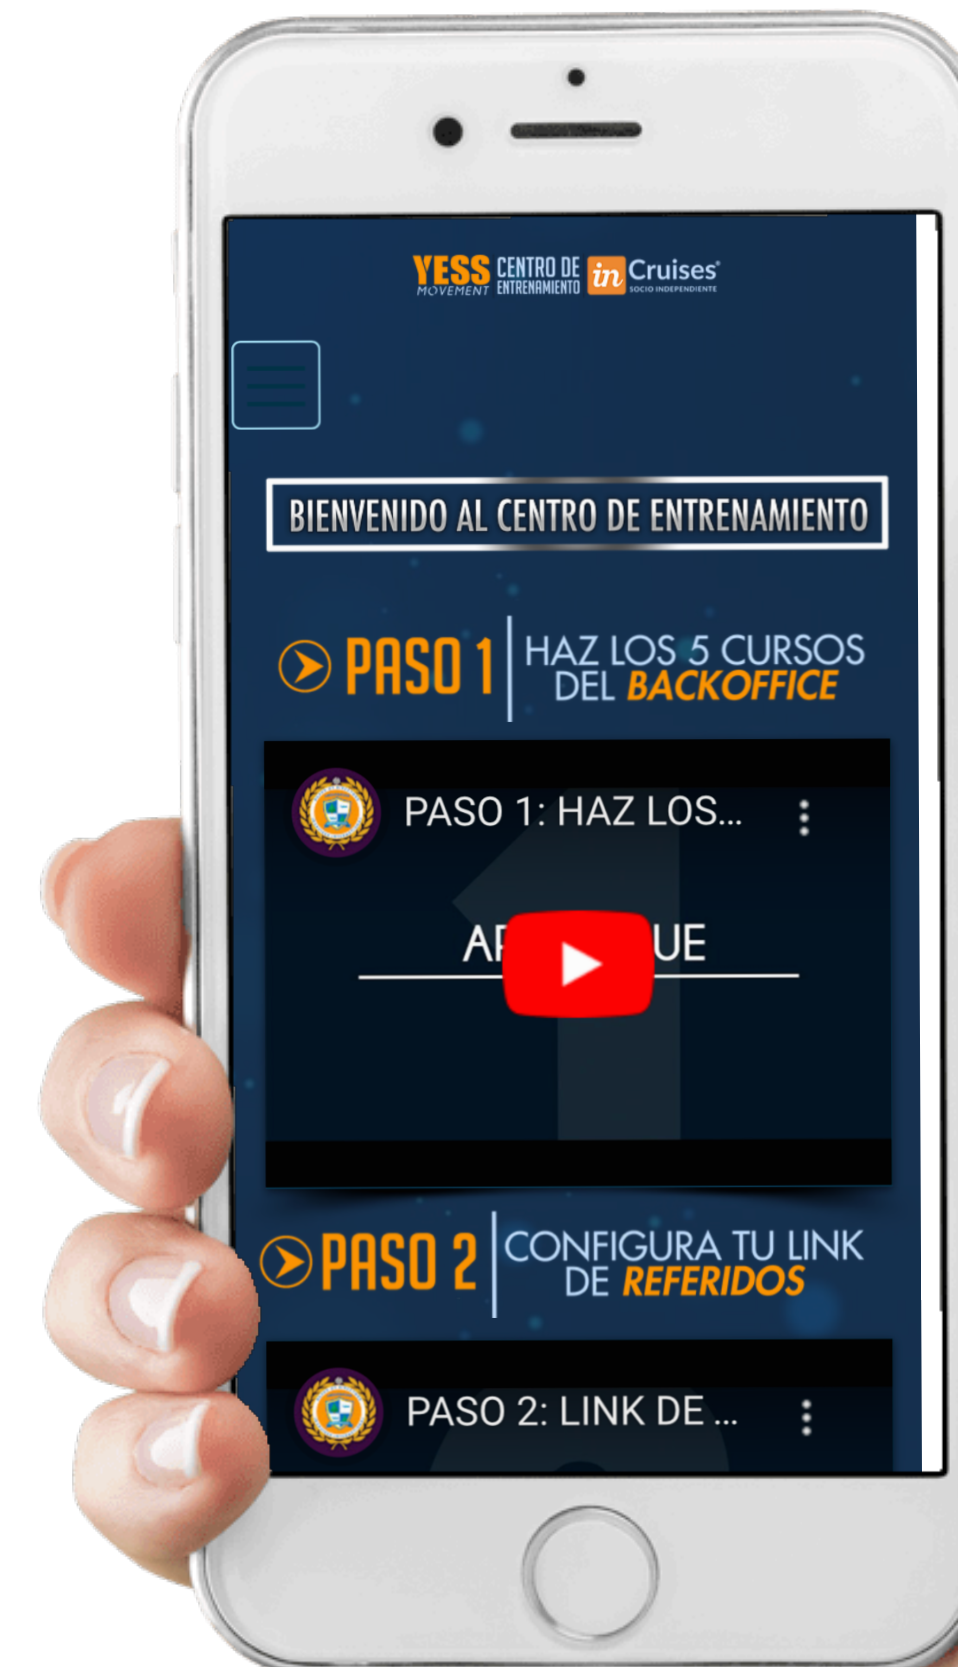 YESS CENTRO DE in Cruises®
MOVEMENT ENTRENAMIENTO SOCIO INDEPENDIENTE
BIENVENIDO AL CENTRO DE ENTRENAMIENTO
PASO 1 HAZ LOS 5 CURSOS
DEL BACKOFFICE
PASO 1: HAZ LOS...
1
PASO 2 CONFIGURA TU LINK
DE REFERIDOS
PASO 2: LINK DE ...